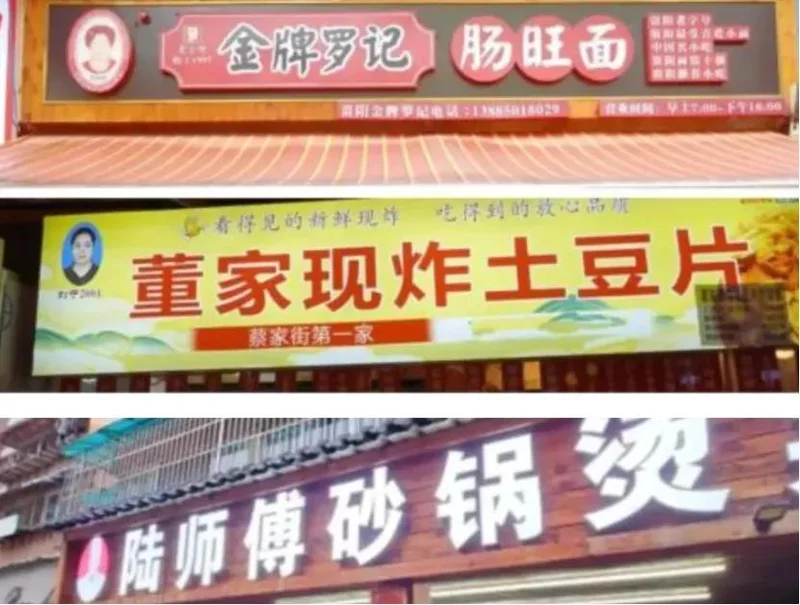 金牌罗记
肠旺面
贵阳老字号
中国名小吃
贵阳金牌罗记电话:13885018029
营业时间:早上7:00-下午18:00
看得见的新鲜现炸 吃得到的放心品质
董家现炸土豆片
2001
蔡家街第一家
陆师傅砂锅烫